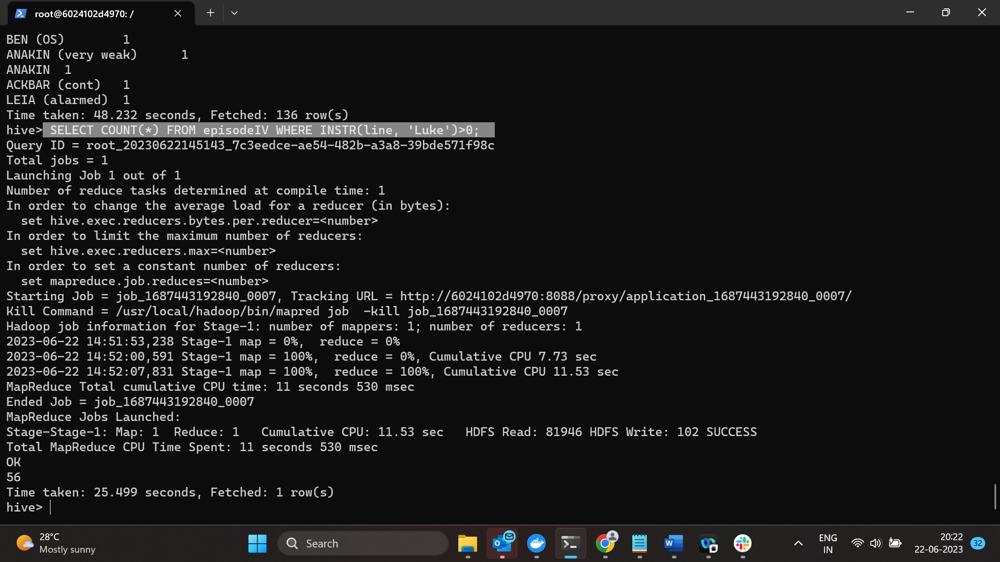 root@6024102d4970: /
BEN (OS)        1
ANAKIN (very weak)      1
ANAKIN  1
ACKBAR (cont)   1
LEIA (alarmed)  1
Time taken: 48.232 seconds, Fetched: 136 row(s)
hive> SELECT COUNT(*) FROM episodeIV WHERE INSTR(line, 'Luke')>0;
Query ID = root_20230622145143_7c3eedce-ae54-482b-a3a8-39bde571f98c
Total jobs = 1
Launching Job 1 out of 1
Number of reduce tasks determined at compile time: 1
In order to change the average load for a reducer (in bytes):
  set hive.exec.reducers.bytes.per.reducer=<number>
In order to limit the maximum number of reducers:
  set hive.exec.reducers.max=<number>
In order to set a constant number of reducers:
  set mapreduce.job.reduces=<number>
Starting Job = job_1687443192840_0007, Tracking URL = http://6024102d4970:8088/proxy/application_1687443192840_0007/
Kill Command = /usr/local/hadoop/bin/mapred job  -kill job_1687443192840_0007
Hadoop job information for Stage-1: number of mappers: 1; number of reducers: 1
2023-06-22 14:51:53,238 Stage-1 map = 0%,  reduce = 0%
2023-06-22 14:52:00,591 Stage-1 map = 100%,  reduce = 0%, Cumulative CPU 7.73 sec
2023-06-22 14:52:07,831 Stage-1 map = 100%,  reduce = 100%, Cumulative CPU 11.53 sec
MapReduce Total cumulative CPU time: 11 seconds 530 msec
Ended Job = job_1687443192840_0007
MapReduce Jobs Launched:
Stage-Stage-1: Map: 1  Reduce: 1   Cumulative CPU: 11.53 sec   HDFS Read: 81946 HDFS Write: 102 SUCCESS
Total MapReduce CPU Time Spent: 11 seconds 530 msec
OK
56
Time taken: 25.499 seconds, Fetched: 1 row(s)
hive>
28°C
Mostly sunny
Search
ENG
IN
20:22
22-06-2023
32